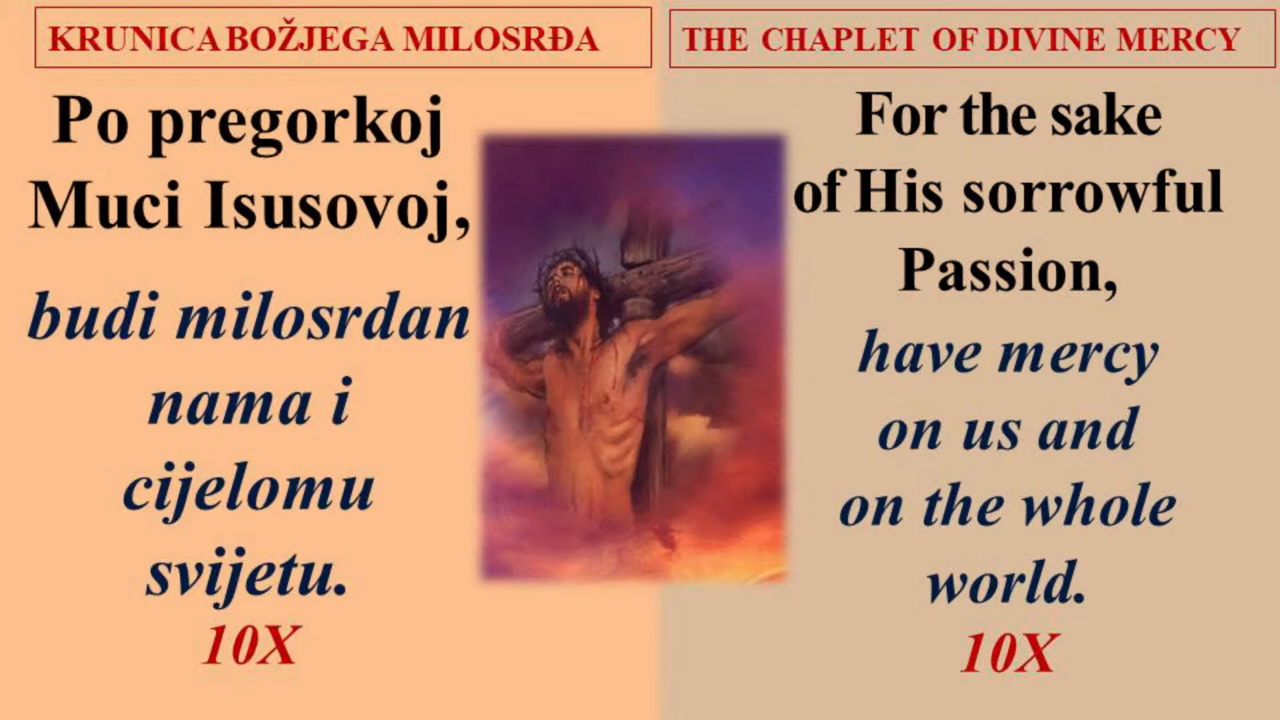 KRUNICA BOŽJEGA MILOSRĐA
Po pregorkoj
Muci Isusovoj,
budi milosrdan
nama i
cijelomu
svijetu.
10X
THE CHAPLET OF DIVINE MERCY
For the sake
of His sorrowful
Passion,
have mercy
on us and
on the whole
world.
10X